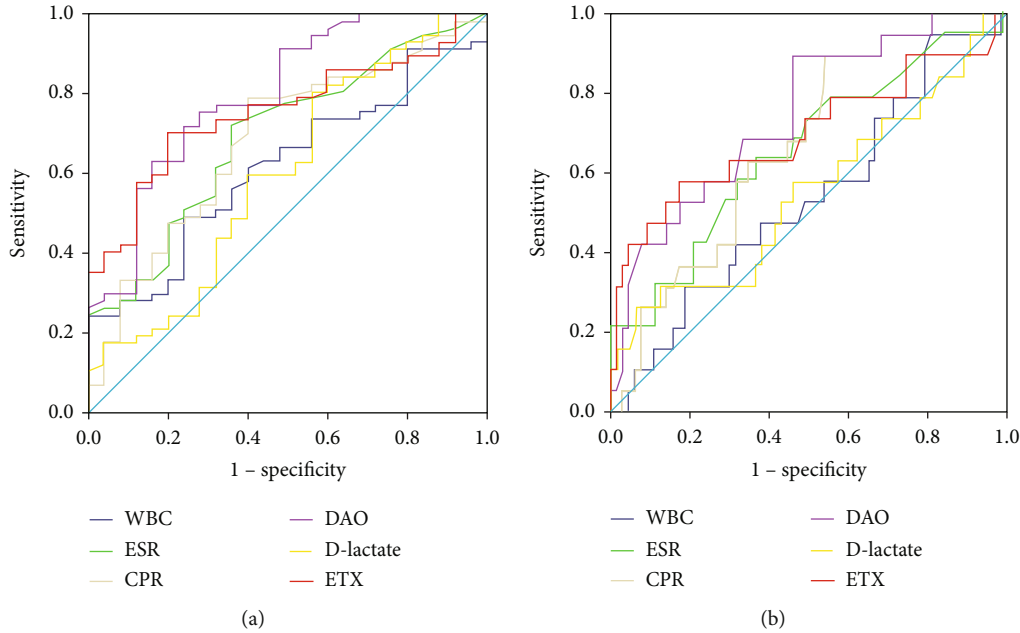 1.0
0.8
0.6
0.4
0.2
0.0
Sensitivity
0.0 0.2 0.4 0.6 0.8 1.0
1 – specificity
WBC DAO
ESR D-lactate
CPR ETX
(a)
1.0
0.8
0.6
0.4
0.2
0.0
Sensitivity
0.0 0.2 0.4 0.6 0.8 1.0
1 – specificity
WBC DAO
ESR D-lactate
CPR ETX
(b)